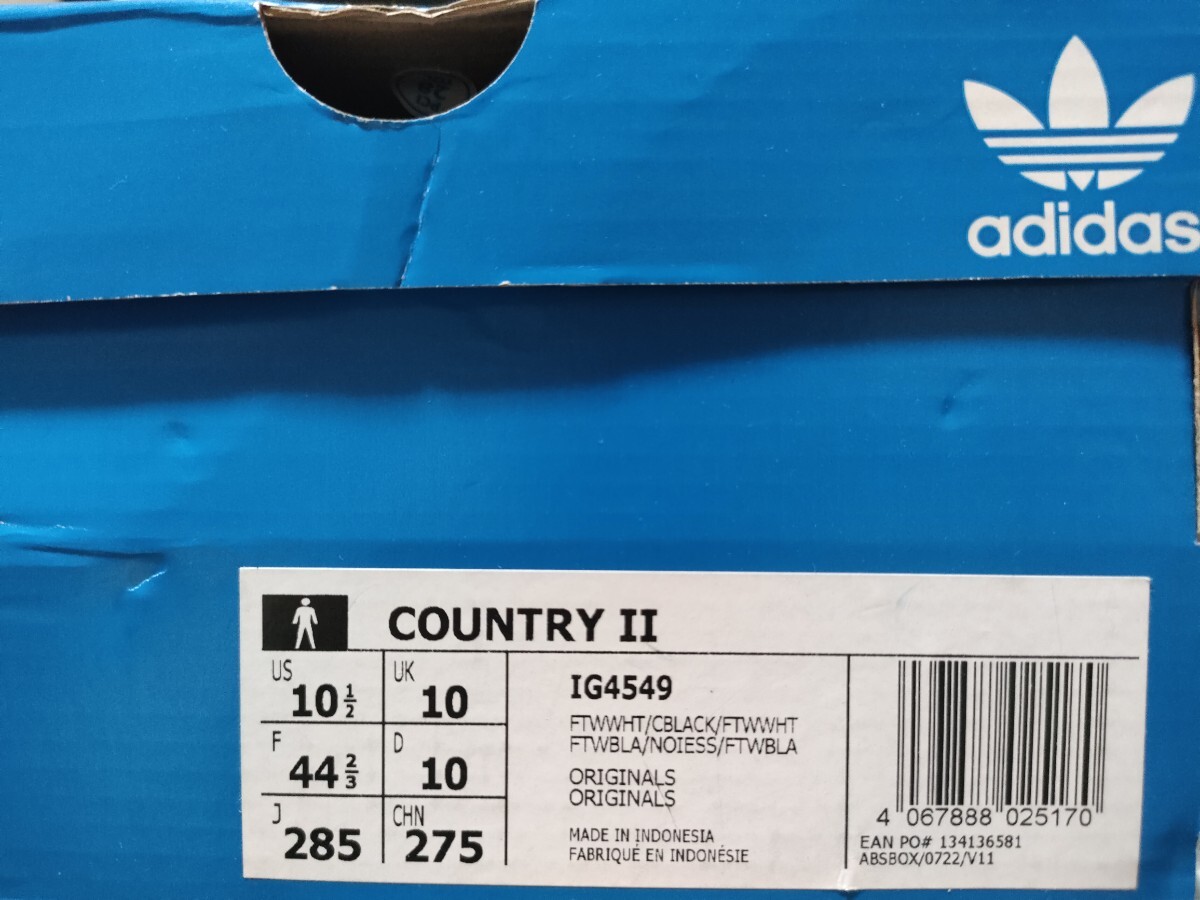 adidas
COUNTRY II
US
10 1/2
UK
10
F
44 2/3
D
10
J
285
CHN
275
IG4549
FTWWHT/CBLACK/FTWWHT
FTWBLA/NOIESS/FTWBLA
ORIGINALS
ORIGINALS
MADE IN INDONESIA
FABRIQUÉ EN INDONÉSIE
4 067888 025170
EAN PO# 134136581
ABSBOX/0722/V11